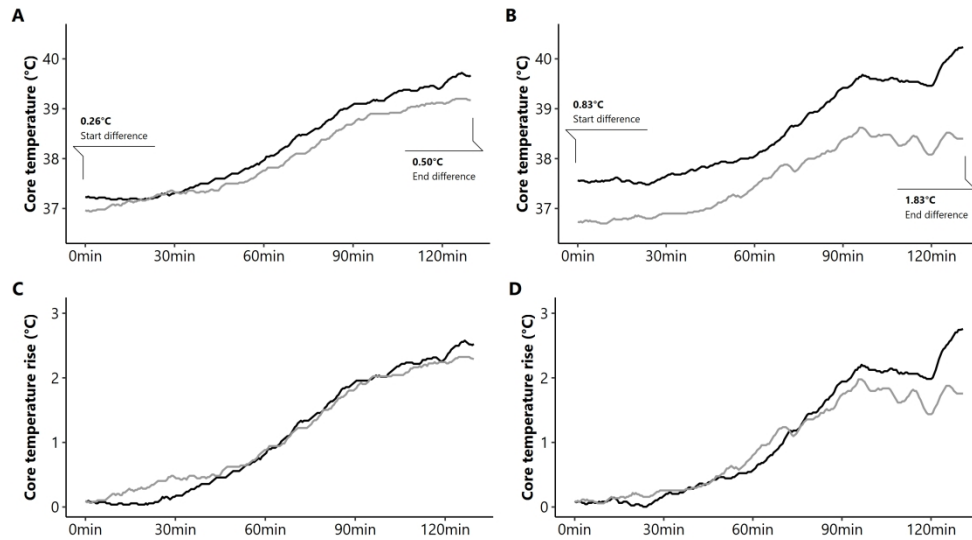 A
Core temperature (°C)
40
39
38
37
0.26°C
Start difference
0.50°C
End difference
0min 30min 60min 90min 120min
B
Core temperature (°C)
40
39
38
37
0.83°C
Start difference
1.83°C
End difference
0min 30min 60min 90min 120min
C
Core temperature rise (°C)
3
2
1
0
0min 30min 60min 90min 120min
D
Core temperature rise (°C)
3
2
1
0
0min 30min 60min 90min 120min